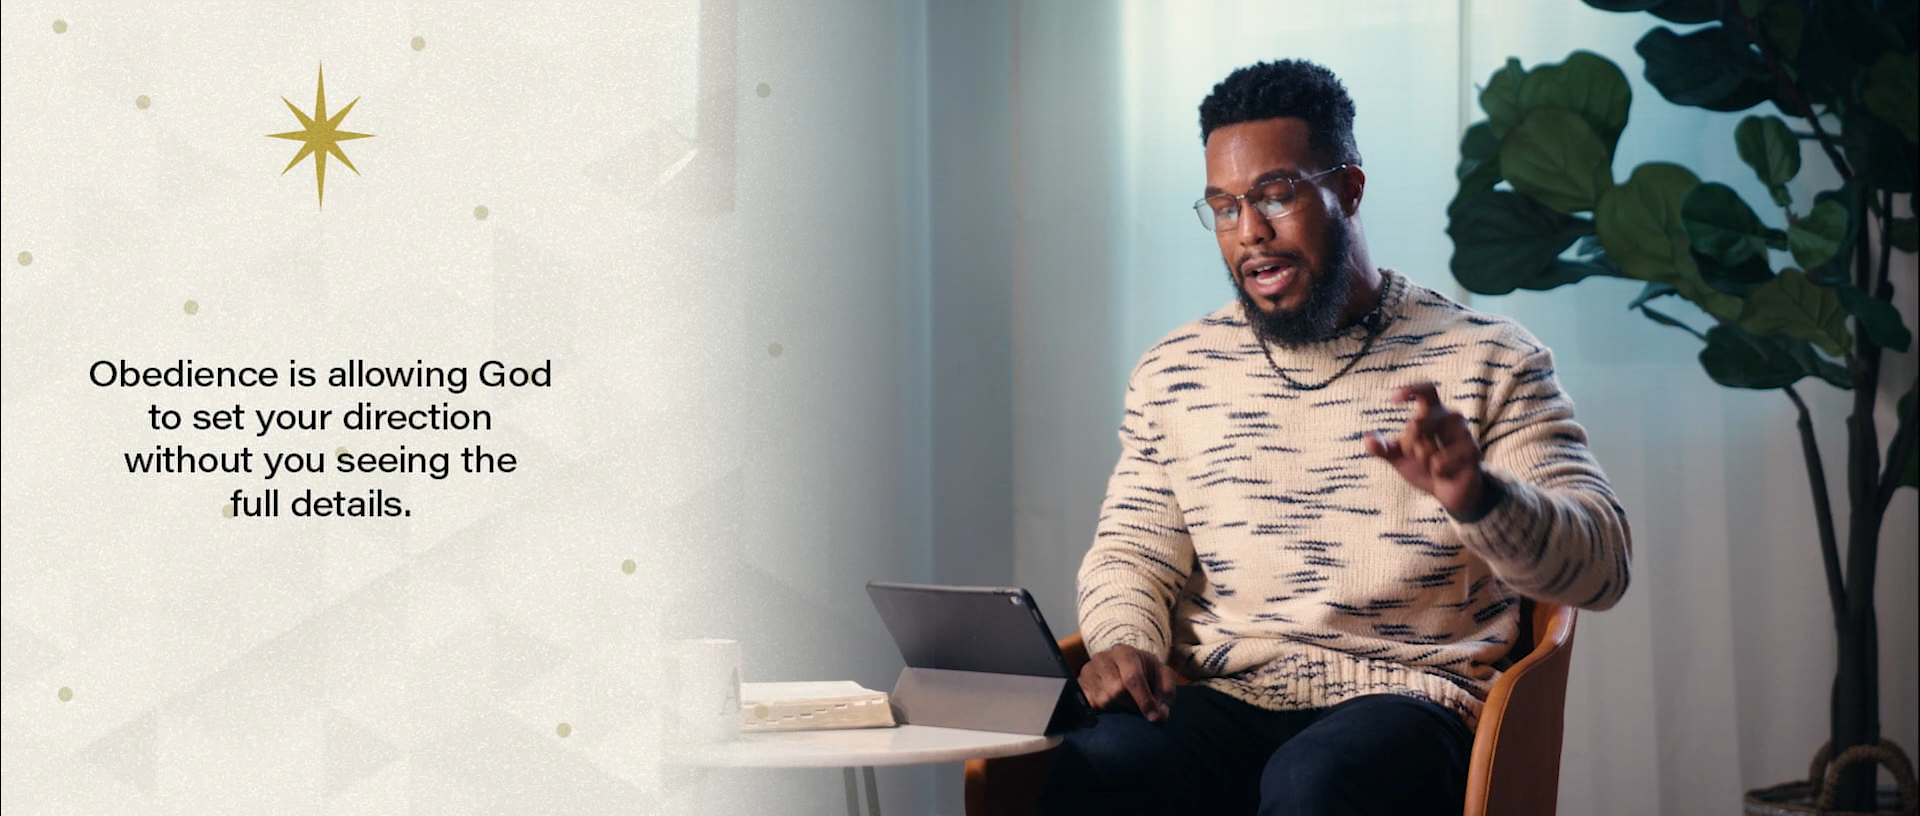 Obedience is allowing God
to set your direction
without you seeing the
full details.